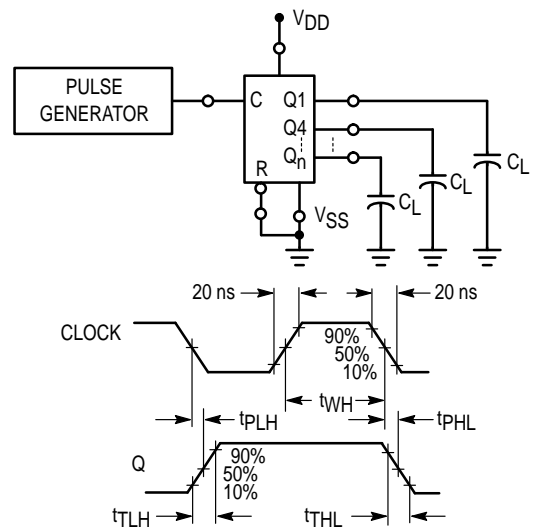 VDD
PULSE
GENERATOR
C
Q1
Q4
Qn
R
VSS
CL
CL
CL
20 ns
20 ns
CLOCK
90%
50%
10%
tWH
tPLH
tPHL
Q
90%
50%
10%
tTLH
tTHL